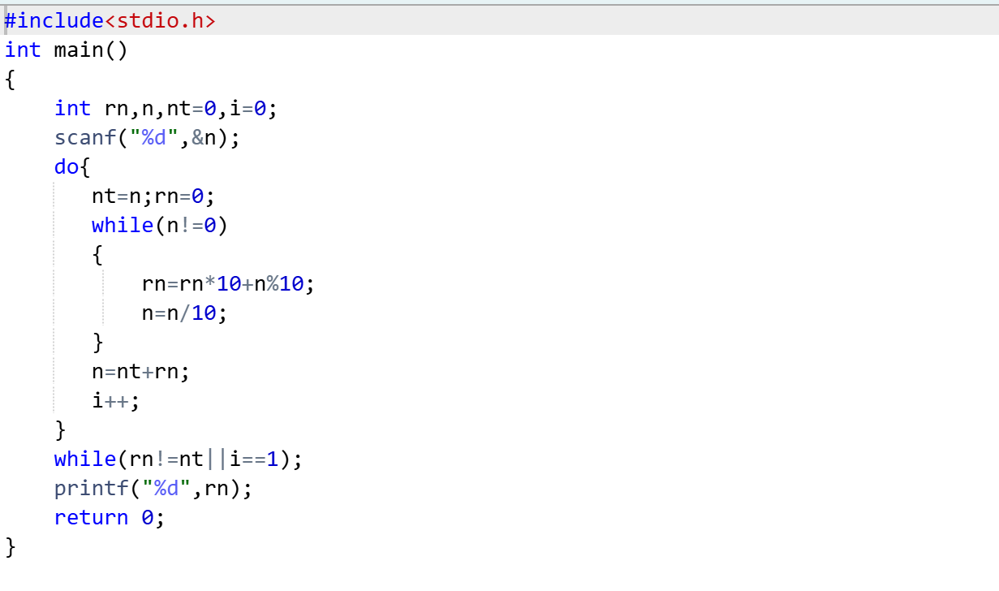 #include<stdio.h>
int main()
{
    int rn,n,nt=0,i=0;
    scanf("%d",&n);
    do{
       nt=n;rn=0;
       while(n!=0)
       {
           rn=rn*10+n%10;
           n=n/10;
       }
       n=nt+rn;
       i++;
    }
    while(rn!=nt||i==1);
    printf("%d",rn);
    return 0;
}